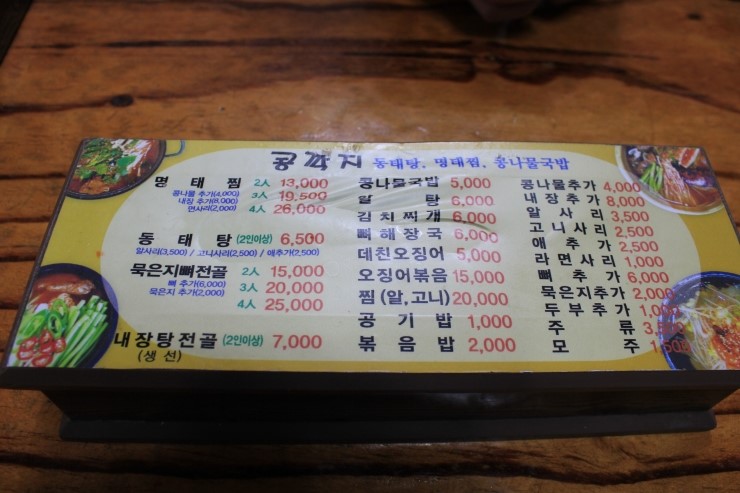 콩깍지 동태탕, 명태찜, 콩나물국밥
명태찜 2人 13,000
콩나물 추가(4,000) 3人 19,500
내장 추가(8,000)
면사리(2,000) 4人 26,000
동태탕 (2인이상) 6,500
알사리(3,500) / 고니사리(2,500) / 애추가(2,500)
묵은지뼈전골 2人 15,000
뼈 추가(6,000) 3人 20,000
묵은지 추가(2,000)
4人 25,000
내장탕전골 (2인이상) 7,000
(생선)
콩나물국밥 5,000
알탕 6,000
김치찌개 6,000
뼈해장국 6,000
데친오징어 5,000
오징어볶음 15,000
찜(알,고니) 20,000
공기밥 1,000
볶음밥 2,000
콩나물추가 4,000
내장추가 8,000
알사리 3,500
고니사리 2,500
애추가 2,500
라면사리 1,000
뼈추가 6,000
묵은지추가 2,000
두부추가
주류
모주